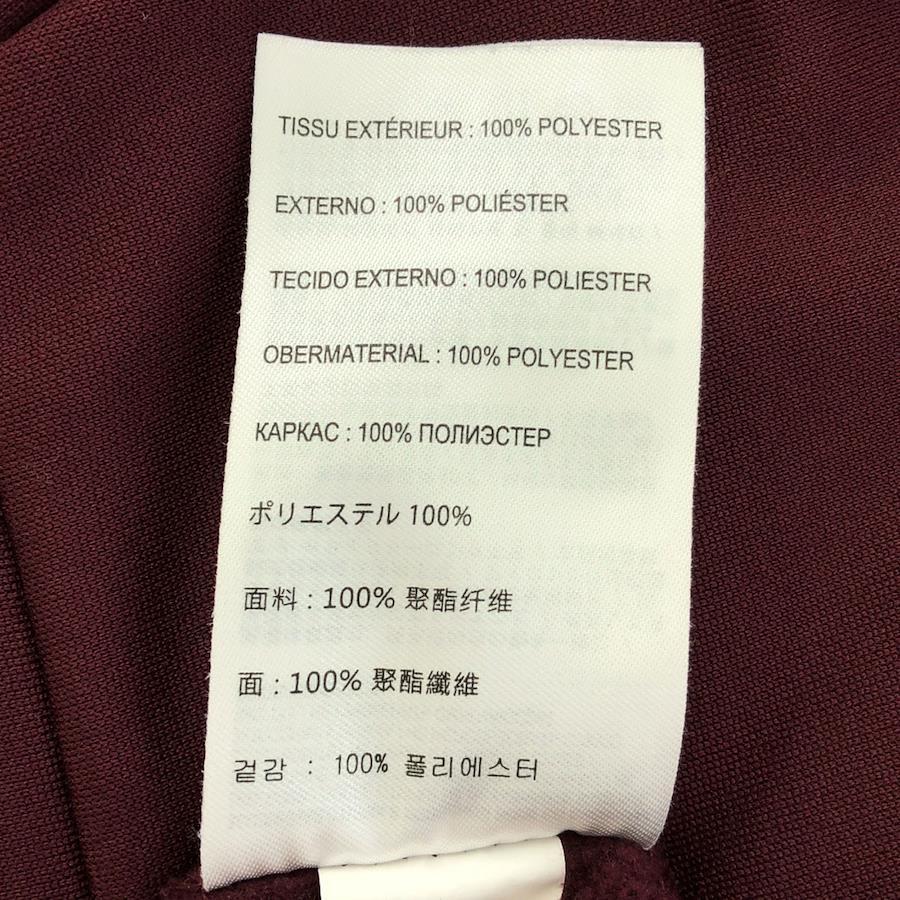 TISSU EXTÉRIEUR : 100% POLYESTER
EXTERNO : 100% POLIÉSTER
TECIDO EXTERNO : 100% POLIESTER
OBERMATERIAL : 100% POLYESTER
КАРКАС : 100% ПОЛИЭСТЕР
ポリエステル 100%
面料 : 100% 聚酯纤维
面 : 100% 聚酯纖維
겉감 : 100% 폴리에스터